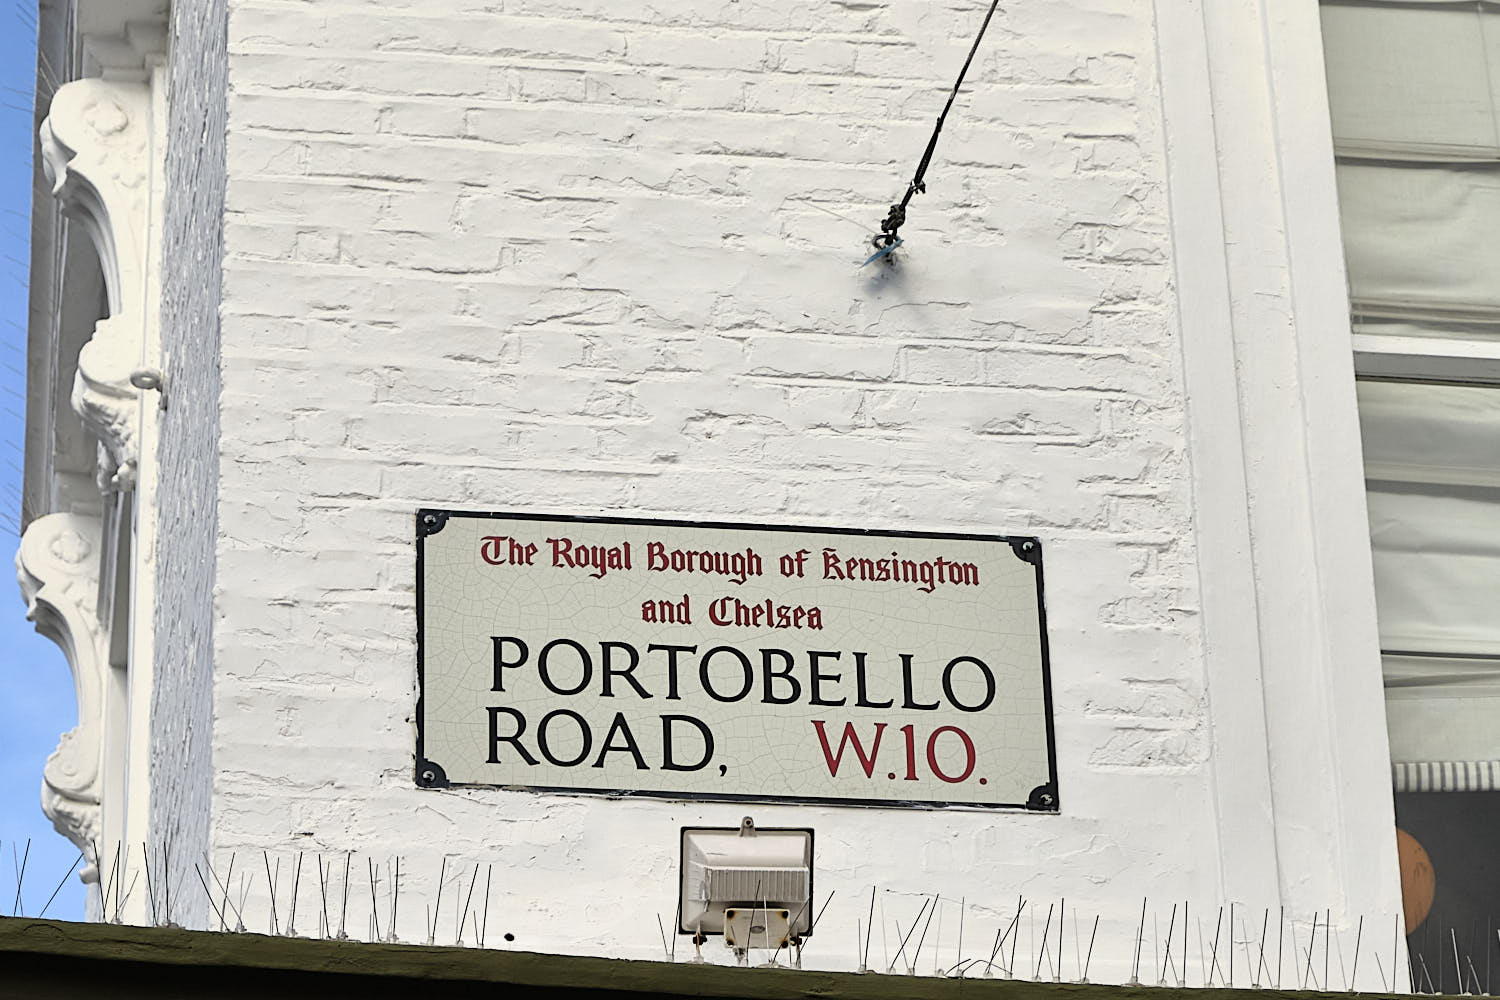 The Royal Borough of Kensington
and Chelsea
PORTOBELLO
ROAD, W.10.